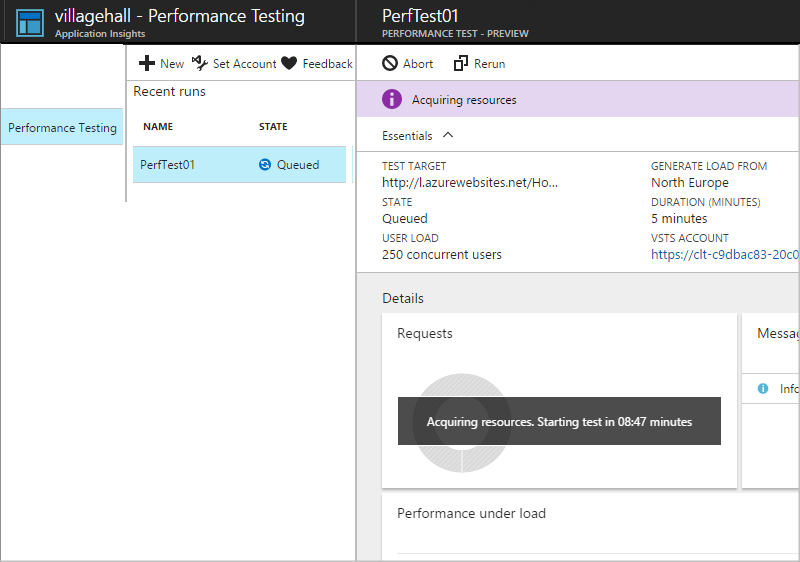 villagehall - Performance Testing
Application Insights
PerfTest01
PERFORMANCE TEST - PREVIEW
New Set Account Feedback
Abort Rerun
Recent runs
Acquiring resources
Performance Testing
NAME STATE
PerfTest01 Queued
Essentials
TEST TARGET
http://l.azurewebsites.net/Ho...
STATE
Queued
USER LOAD
250 concurrent users
GENERATE LOAD FROM
North Europe
DURATION (MINUTES)
5 minutes
VSTS ACCOUNT
https://clt-c9dbac83-20c0
Details
Requests
Acquiring resources. Starting test in 08:47 minutes
Messag
Info
Performance under load